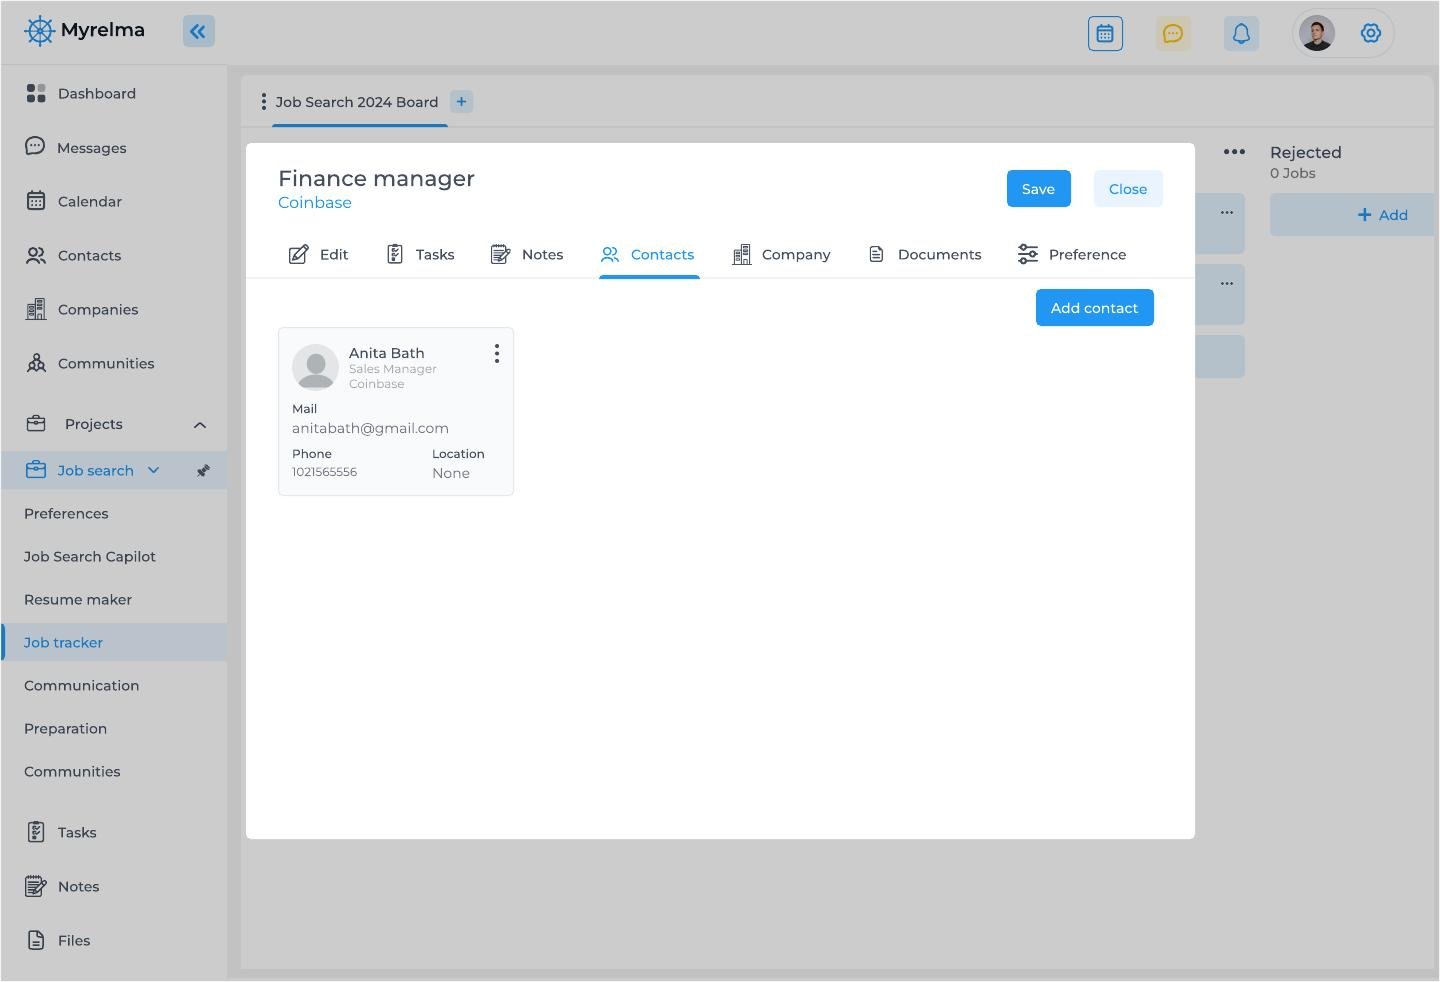 Myrelma
Dashboard
Messages
Calendar
Contacts
Companies
Communities
Projects
Job search
Preferences
Job Search Capilot
Resume maker
Job tracker
Communication
Preparation
Communities
Tasks
Notes
Files
Job Search 2024 Board
Finance manager
Coinbase
Save
Close
Edit
Tasks
Notes
Contacts
Company
Documents
Preference
Add contact
Anita Bath
Sales Manager
Coinbase
Mail
anitabath@gmail.com
Phone
Location
1021565556
None
Rejected
0 Jobs
+ Add